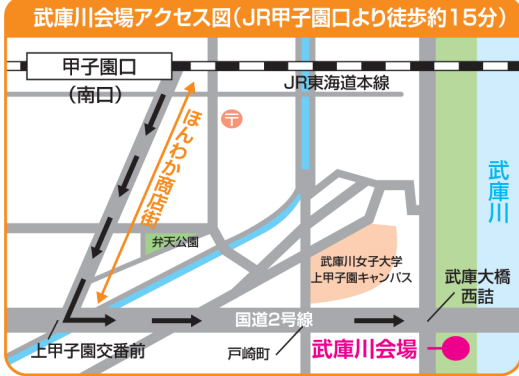 武庫川会場アクセス図(JR甲子園口より徒歩約15分)
甲子園口
(南口)
JR東海道本線
〒
ほんわか商店街
武庫川
弁天公園
武庫川女子大学
上甲子園キャンパス
武庫大橋
西詰
国道2号線
上甲子園交番前
戸崎町
武庫川会場